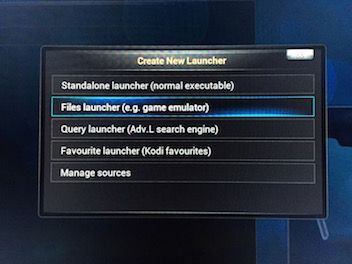 Create New Launcher
Standalone launcher (normal executable)
Files launcher (e.g. game emulator)
Query launcher (Adv.L search engine)
Favourite launcher (Kodi favourites)
Manage sources